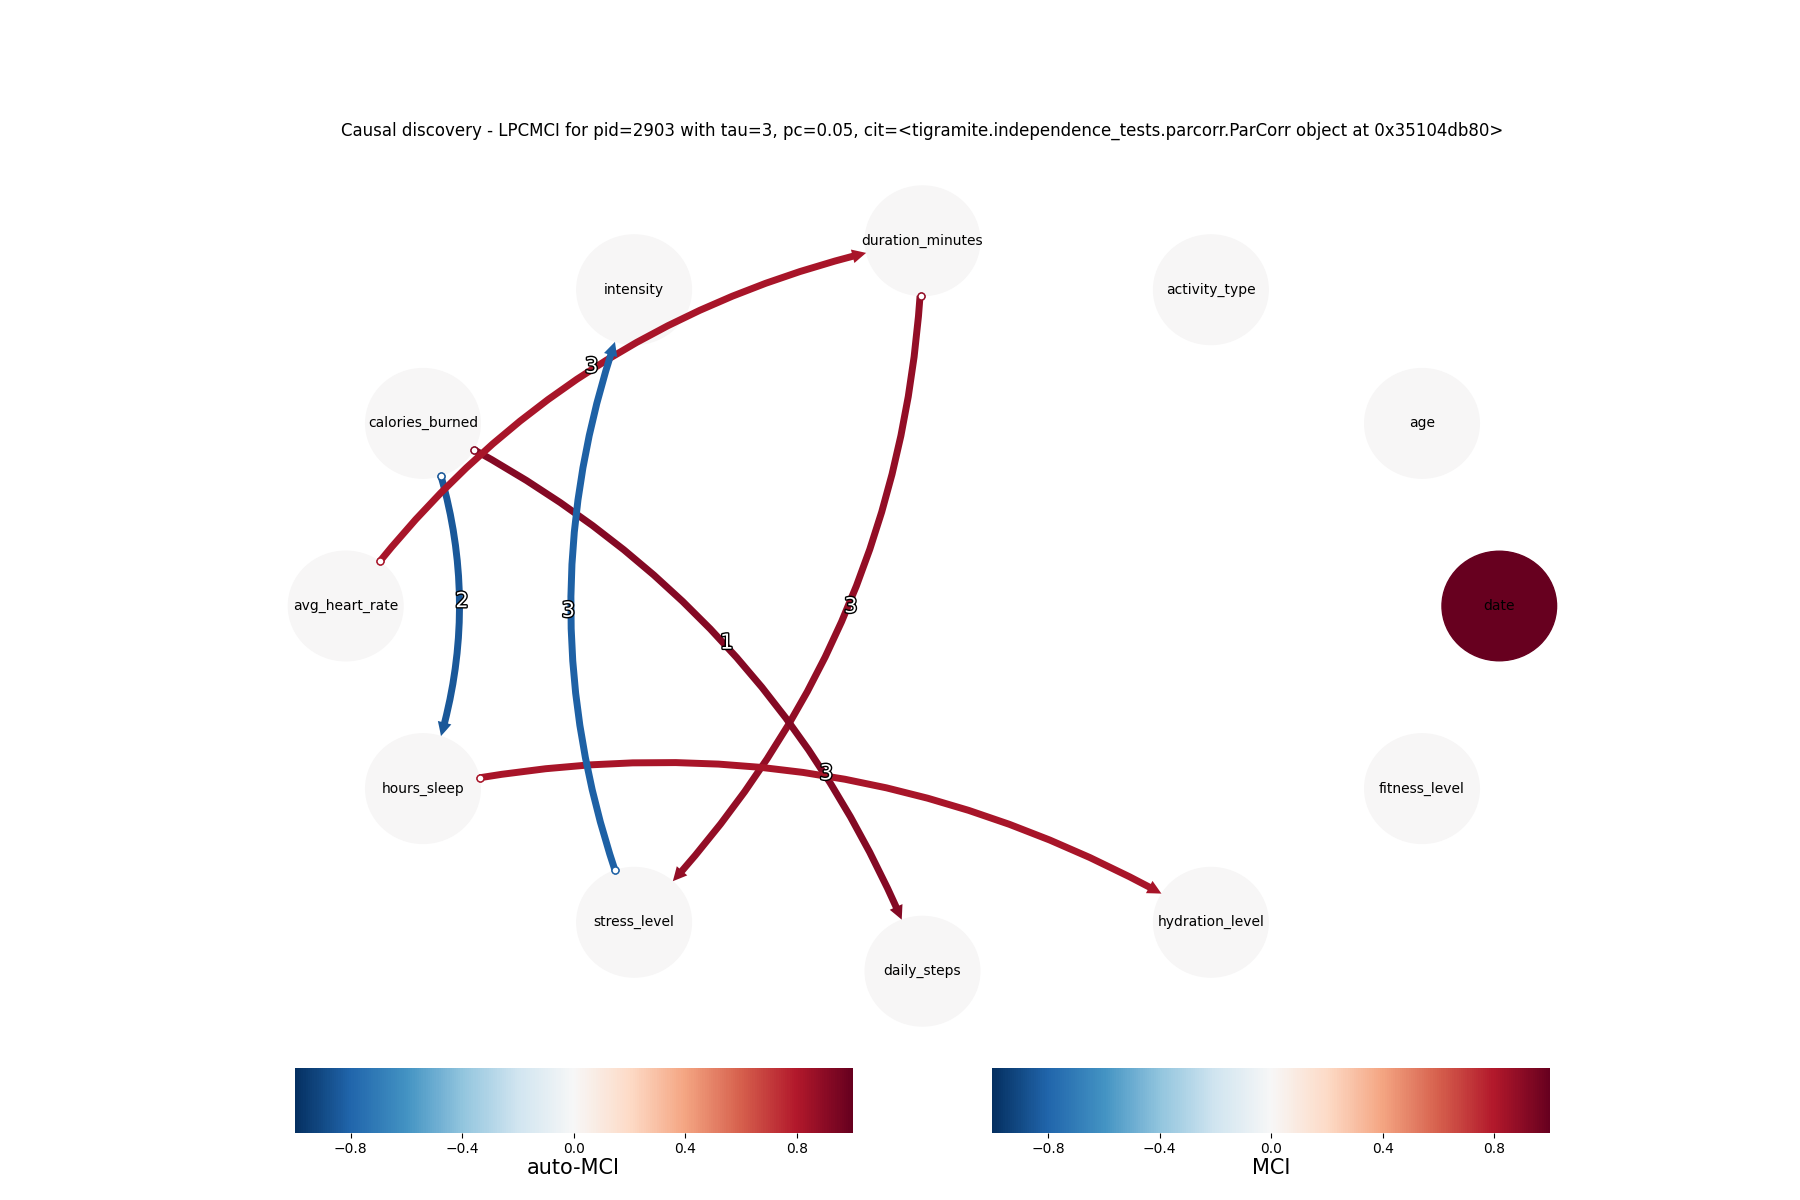 Causal discovery - LPCMCI for pid=2903 with tau=3, pc=0.05, cit=<tigramite.independence_tests.parcorr.ParCorr object at 0x35104db80>
duration_minutes
intensity
activity_type
3
calories_burned
age
2
3
3
avg_heart_rate
date
1
3
hours_sleep
fitness_level
stress_level
hydration_level
daily_steps
−0.8 −0.4 0.0 0.4 0.8
auto-MCI
−0.8 −0.4 0.0 0.4 0.8
MCI